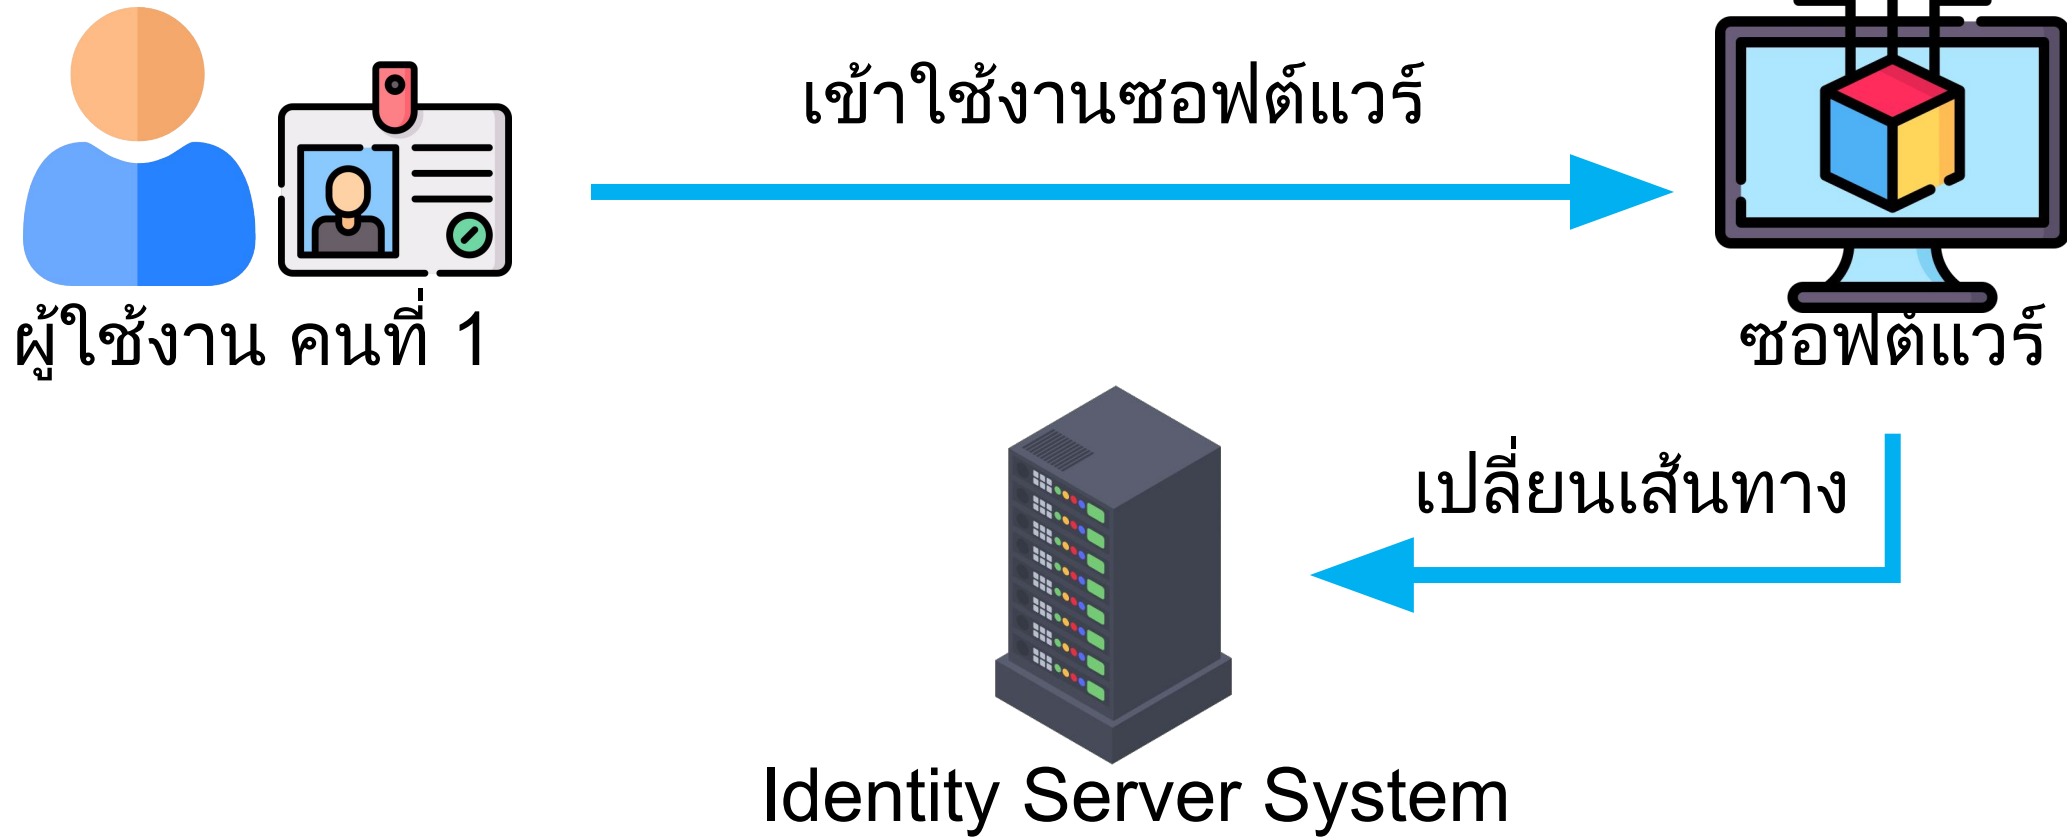 เข้าใช้งานซอฟต์แวร์
ผู้ใช้งาน คนที่ 1
ซอฟต์แวร์
เปลี่ยนเส้นทาง
Identity Server System